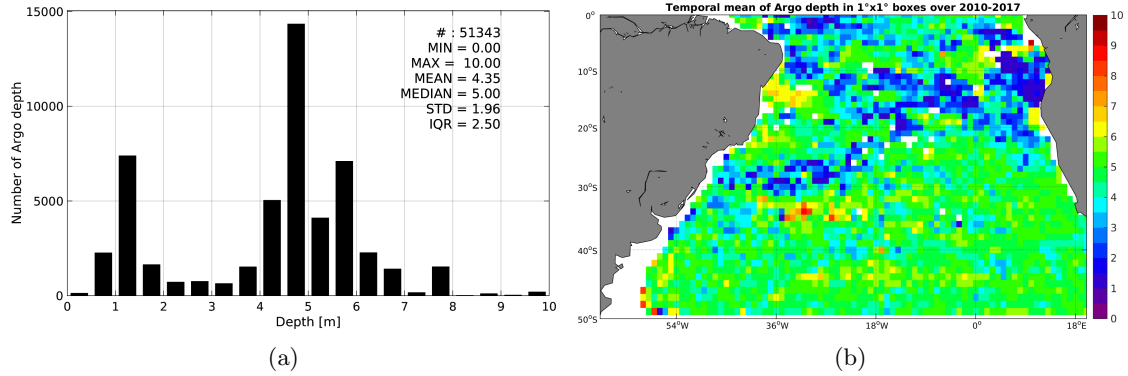 15000
10000
5000
0
Number of Argo depth
# : 51343
MIN = 0.00
MAX = 10.00
MEAN = 4.35
MEDIAN = 5.00
STD = 1.96
IQR = 2.50
0 1 2 3 4 5 6 7 8 9 10
Depth [m]
(a)
Temporal mean of Argo depth in 1°x1° boxes over 2010-2017
0°
10°S
20°S
30°S
40°S
50°S
54°W 36°W 18°W 0° 18°E
10
9
8
7
6
5
4
3
2
1
0
(b)